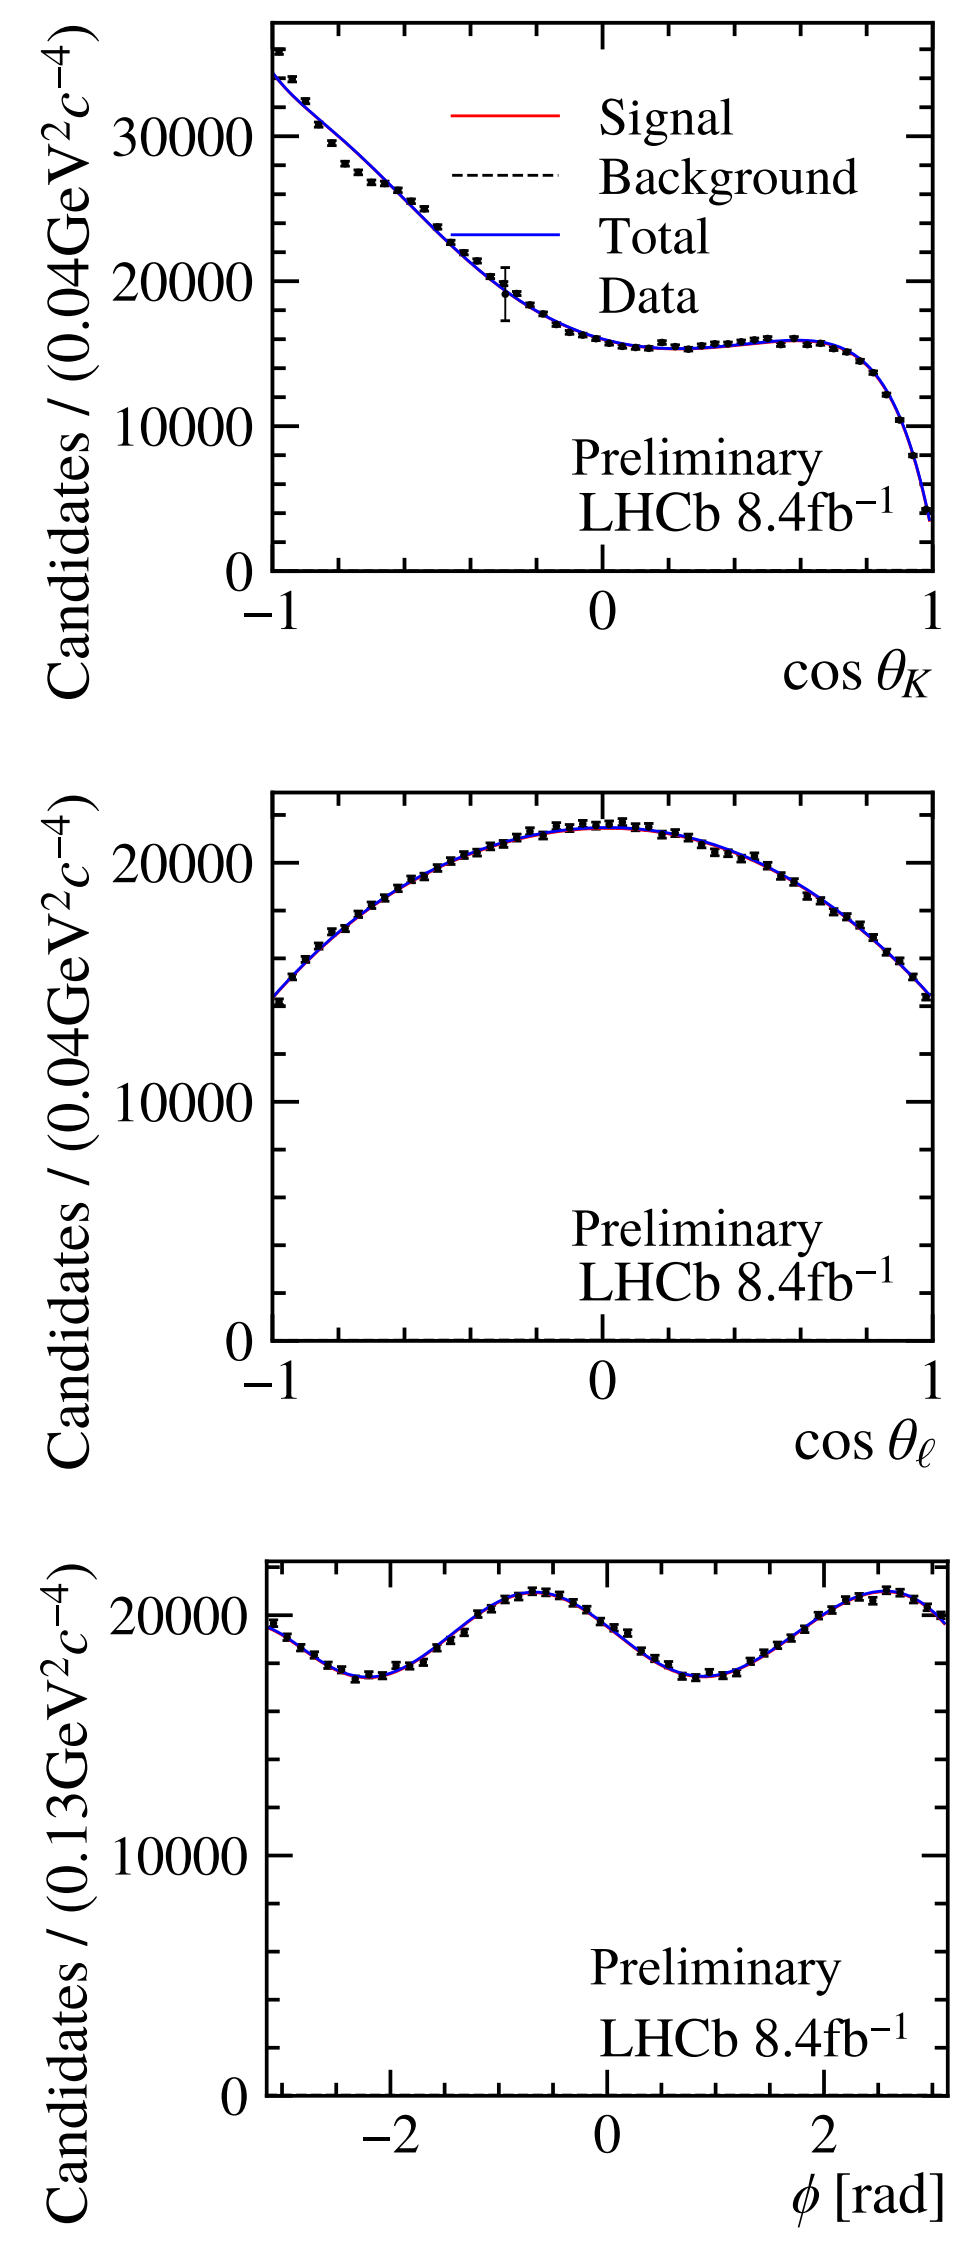 Candidates / (0.04GeV²c⁻⁴)
30000
20000
10000
0
Signal
Background
Total
Data
Preliminary
LHCb 8.4fb⁻¹
−1 0 1
cos θ_K
Candidates / (0.04GeV²c⁻⁴)
20000
10000
0
Preliminary
LHCb 8.4fb⁻¹
−1 0 1
cos θ_ℓ
Candidates / (0.13GeV²c⁻⁴)
20000
10000
0
Preliminary
LHCb 8.4fb⁻¹
−2 0 2
ϕ [rad]